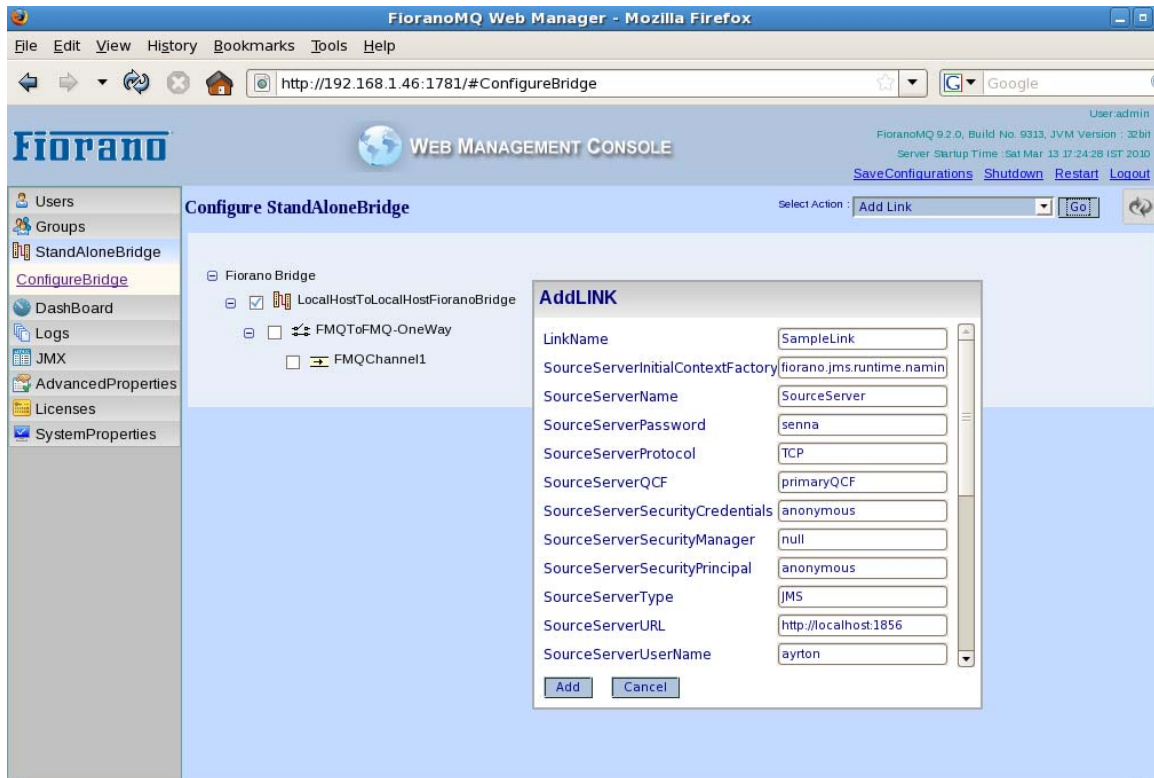 FioranoMQ Web Manager - Mozilla Firefox
File Edit View History Bookmarks Tools Help
http://192.168.1.46:1781/#ConfigureBridge
G Google
User:admin
Fiorano
WEB MANAGEMENT CONSOLE
FioranoMQ 9.2.0, Build No. 9313, JVM Version : 32bit
Server Startup Time :Sat Mar 13 17:24:28 IST 2010
SaveConfigurations Shutdown Restart Logout
Users
Groups
StandAloneBridge
ConfigureBridge
DashBoard
Logs
JMX
AdvancedProperties
Licenses
SystemProperties
Configure StandAloneBridge
Select Action : Add Link Go
Fiorano Bridge
LocalHostToLocalHostFioranoBridge
FMQToFMQ-OneWay
FMQChannel1
AddLINK
LinkName SampleLink
SourceServerInitialContextFactory fiorano.jms.runtime.namin
SourceServerName SourceServer
SourceServerPassword senna
SourceServerProtocol TCP
SourceServerQCF primaryQCF
SourceServerSecurityCredentials anonymous
SourceServerSecurityManager null
SourceServerSecurityPrincipal anonymous
SourceServerType JMS
SourceServerURL http://localhost:1856
SourceServerUserName ayrton
Add Cancel